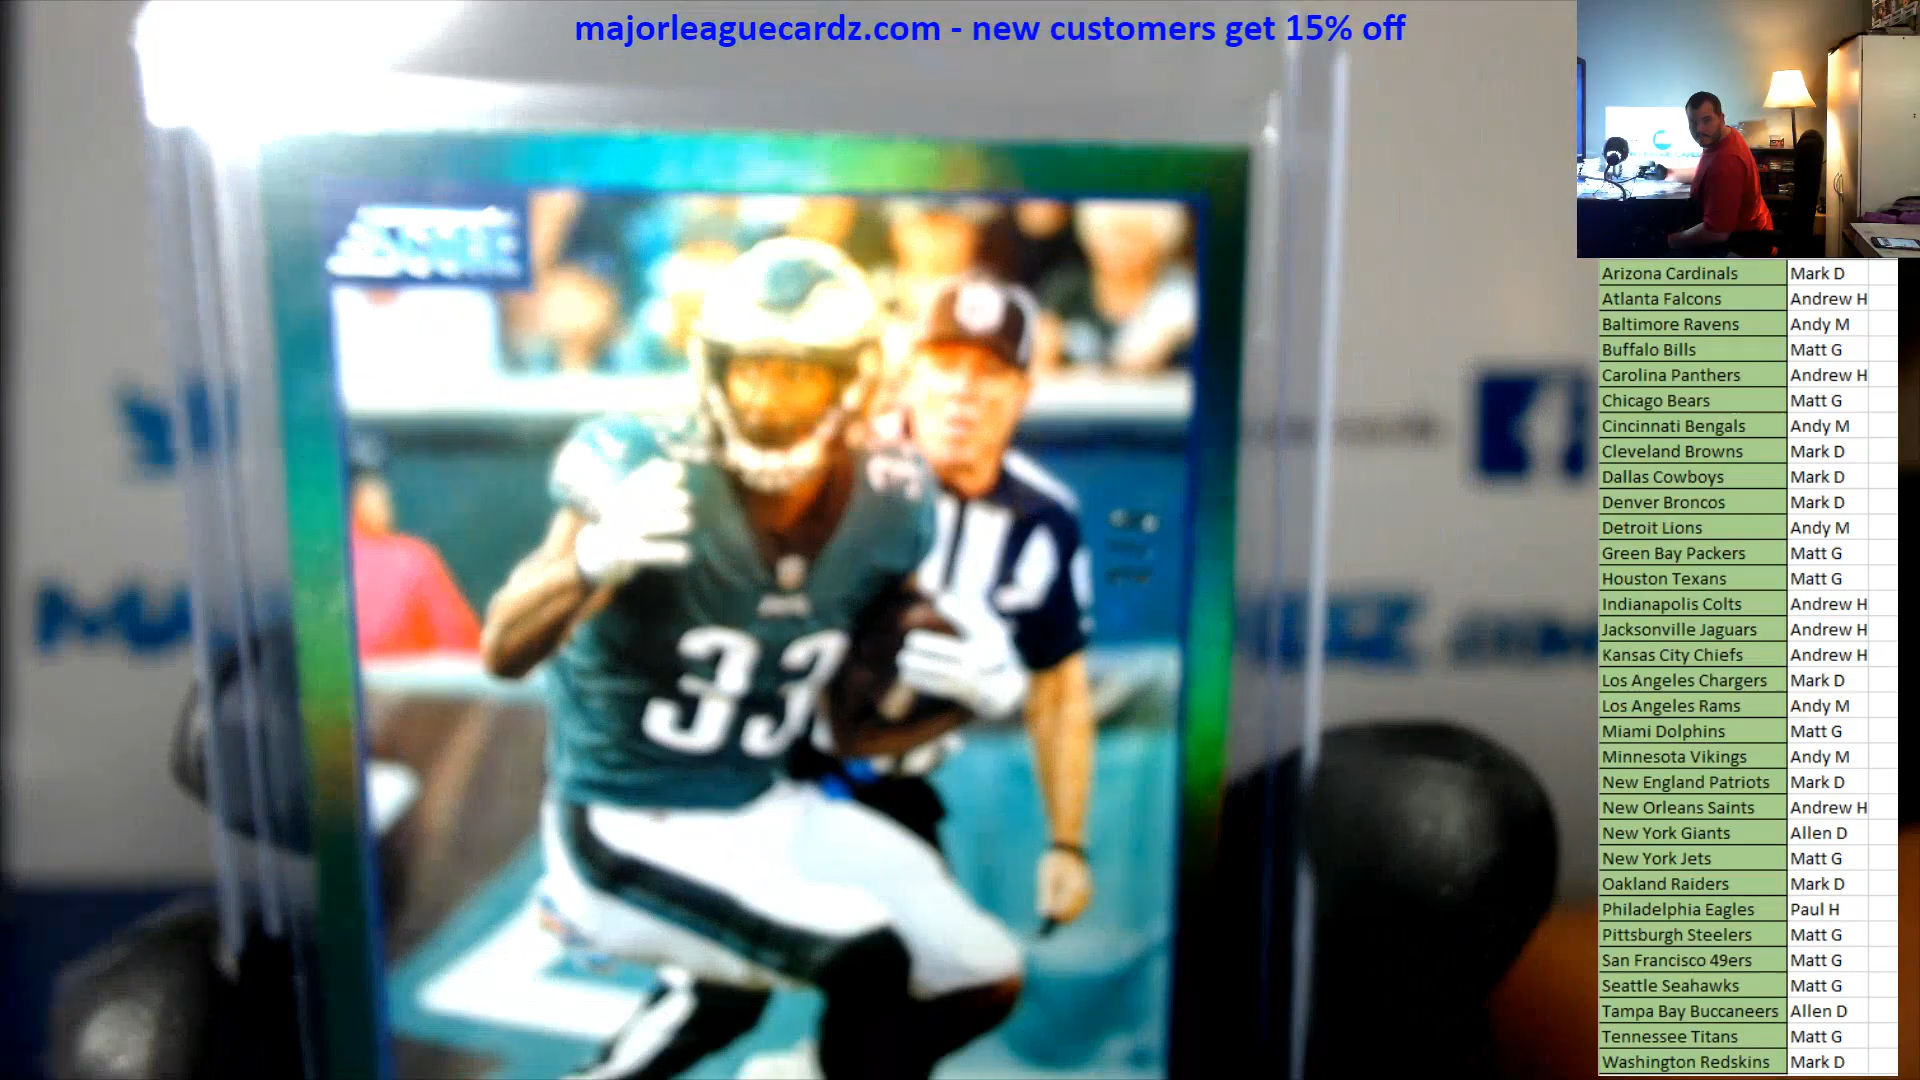 majorleaguecardz.com - new customers get 15% off
Arizona Cardinals Mark D
Atlanta Falcons Andrew H
Baltimore Ravens Andy M
Buffalo Bills Matt G
Carolina Panthers Andrew H
Chicago Bears Matt G
Cincinnati Bengals Andy M
Cleveland Browns Mark D
Dallas Cowboys Mark D
Denver Broncos Mark D
Detroit Lions Andy M
Green Bay Packers Matt G
Houston Texans Matt G
Indianapolis Colts Andrew H
Jacksonville Jaguars Andrew H
Kansas City Chiefs Andrew H
Los Angeles Chargers Mark D
Los Angeles Rams Andy M
Miami Dolphins Matt G
Minnesota Vikings Andy M
New England Patriots Mark D
New Orleans Saints Andrew H
New York Giants Allen D
New York Jets Matt G
Oakland Raiders Mark D
Philadelphia Eagles Paul H
Pittsburgh Steelers Matt G
San Francisco 49ers Matt G
Seattle Seahawks Matt G
Tampa Bay Buccaneers Allen D
Tennessee Titans Matt G
Washington Redskins Mark D
33